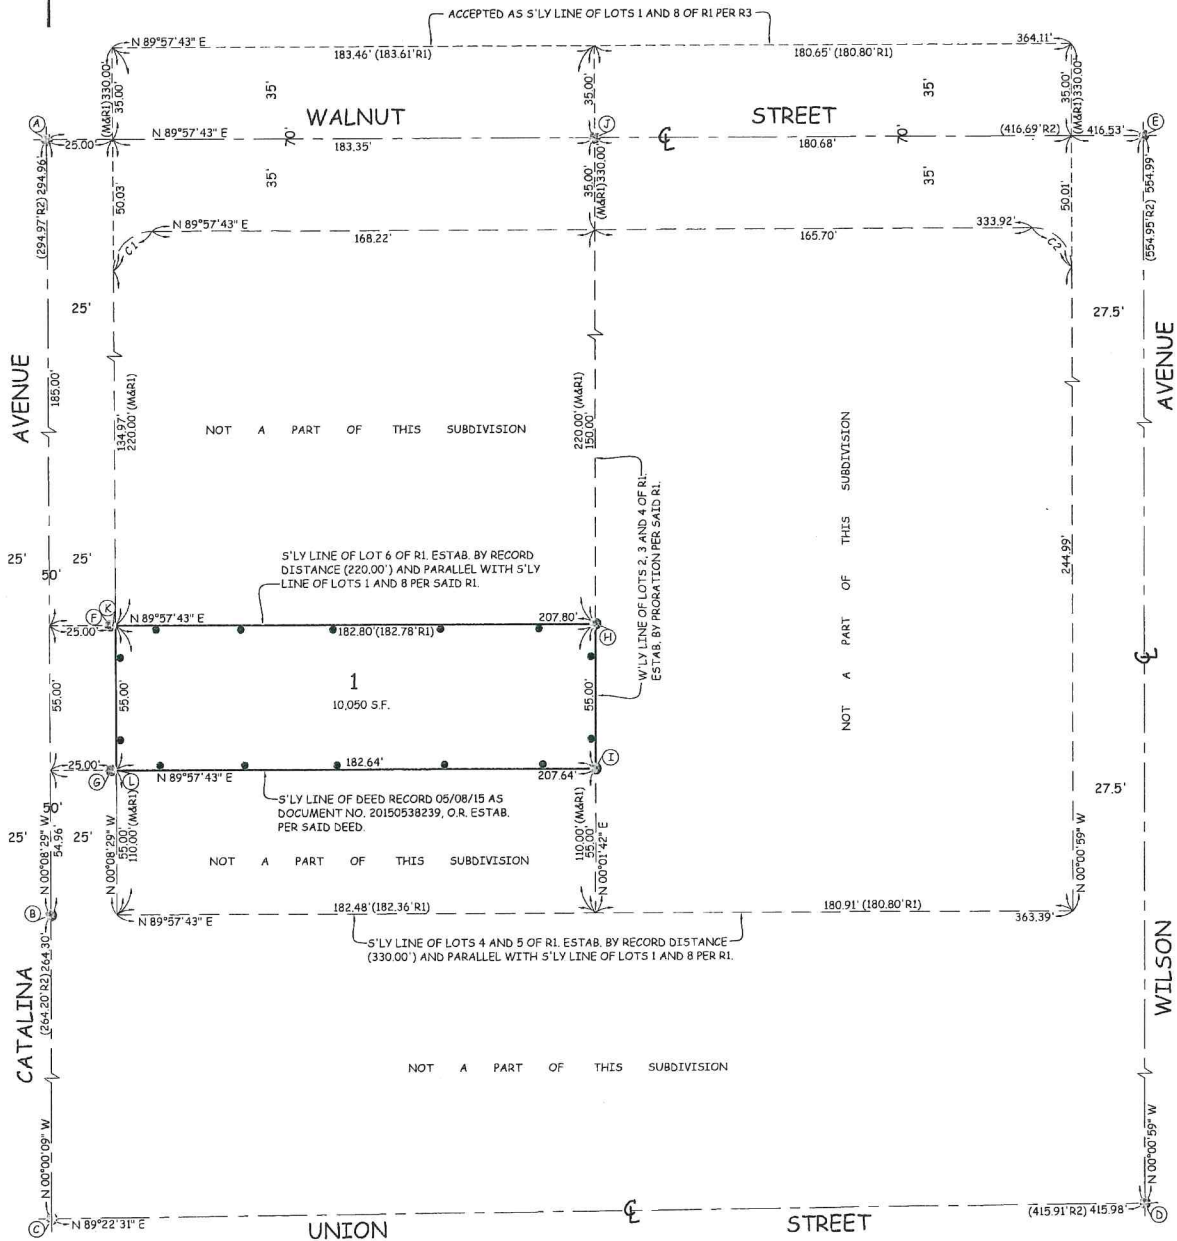 ACCEPTED AS S'LY LINE OF LOTS 1 AND 8 OF R1 PER R3
N 89°57'43" E
183.46' (183.61'R1)
180.65' (180.80'R1)
364.11'
(M&R1)330.00'
35.00'
35'
35.00'
35'
(M&R1)330.00'
35.00'
WALNUT
STREET
A
25.00'
N 89°57'43" E
183.35'
70'
J
℄
180.68'
70'
(416.69'R2)
416.53'
E
(294.97'R2) 294.96'
50.03'
35'
35.00'
(M&R1)330.00'
35'
50.01'
(554.95'R2) 554.99'
N 89°57'43" E
168.22'
165.70'
333.92'
C1
C2
25'
27.5'
AVENUE
185.00'
AVENUE
134.97'
220.00' (M&R1)
220.00' (M&R1)
150.00'
NOT A PART OF THIS SUBDIVISION
NOT A PART OF THIS SUBDIVISION
W'LY LINE OF LOTS 2, 3 AND 4 OF R1.
ESTAB. BY PRORATION PER SAID R1.
244.99'
25'
25'
50'
S'LY LINE OF LOT 6 OF R1. ESTAB. BY RECORD
DISTANCE (220.00') AND PARALLEL WITH S'LY
LINE OF LOTS 1 AND 8 PER SAID R1.
F
K
N 89°57'43" E
207.80'
25.00'
182.80'(182.78'R1)
H
℄
55.00'
55.00'
1
10,050 S.F.
55.00'
25.00'
182.64'
I
G
L
N 89°57'43" E
207.64'
50'
S'LY LINE OF DEED RECORD 05/08/15 AS
DOCUMENT NO. 20150538239, O.R. ESTAB.
PER SAID DEED.
27.5'
25'
25'
N 00°08'29" W
54.96'
N 00°08'29" W
55.00'
110.00'(M&R1)
110.00' (M&R1)
55.00'
N 00°01'42" E
N 00°00'59" W
NOT A PART OF THIS SUBDIVISION
B
N 89°57'43" E
182.48'(182.36'R1)
180.91' (180.80'R1)
363.39'
S'LY LINE OF LOTS 4 AND 5 OF R1. ESTAB. BY RECORD DISTANCE
(330.00') AND PARALLEL WITH S'LY LINE OF LOTS 1 AND 8 PER R1.
(264.20'R2)264.30'
CATALINA
WILSON
NOT A PART OF THIS SUBDIVISION
N 00°00'09" W
N 00°00'59" W
C
N 89°22'31" E
UNION
℄
STREET
(415.91'R2) 415.98'
D